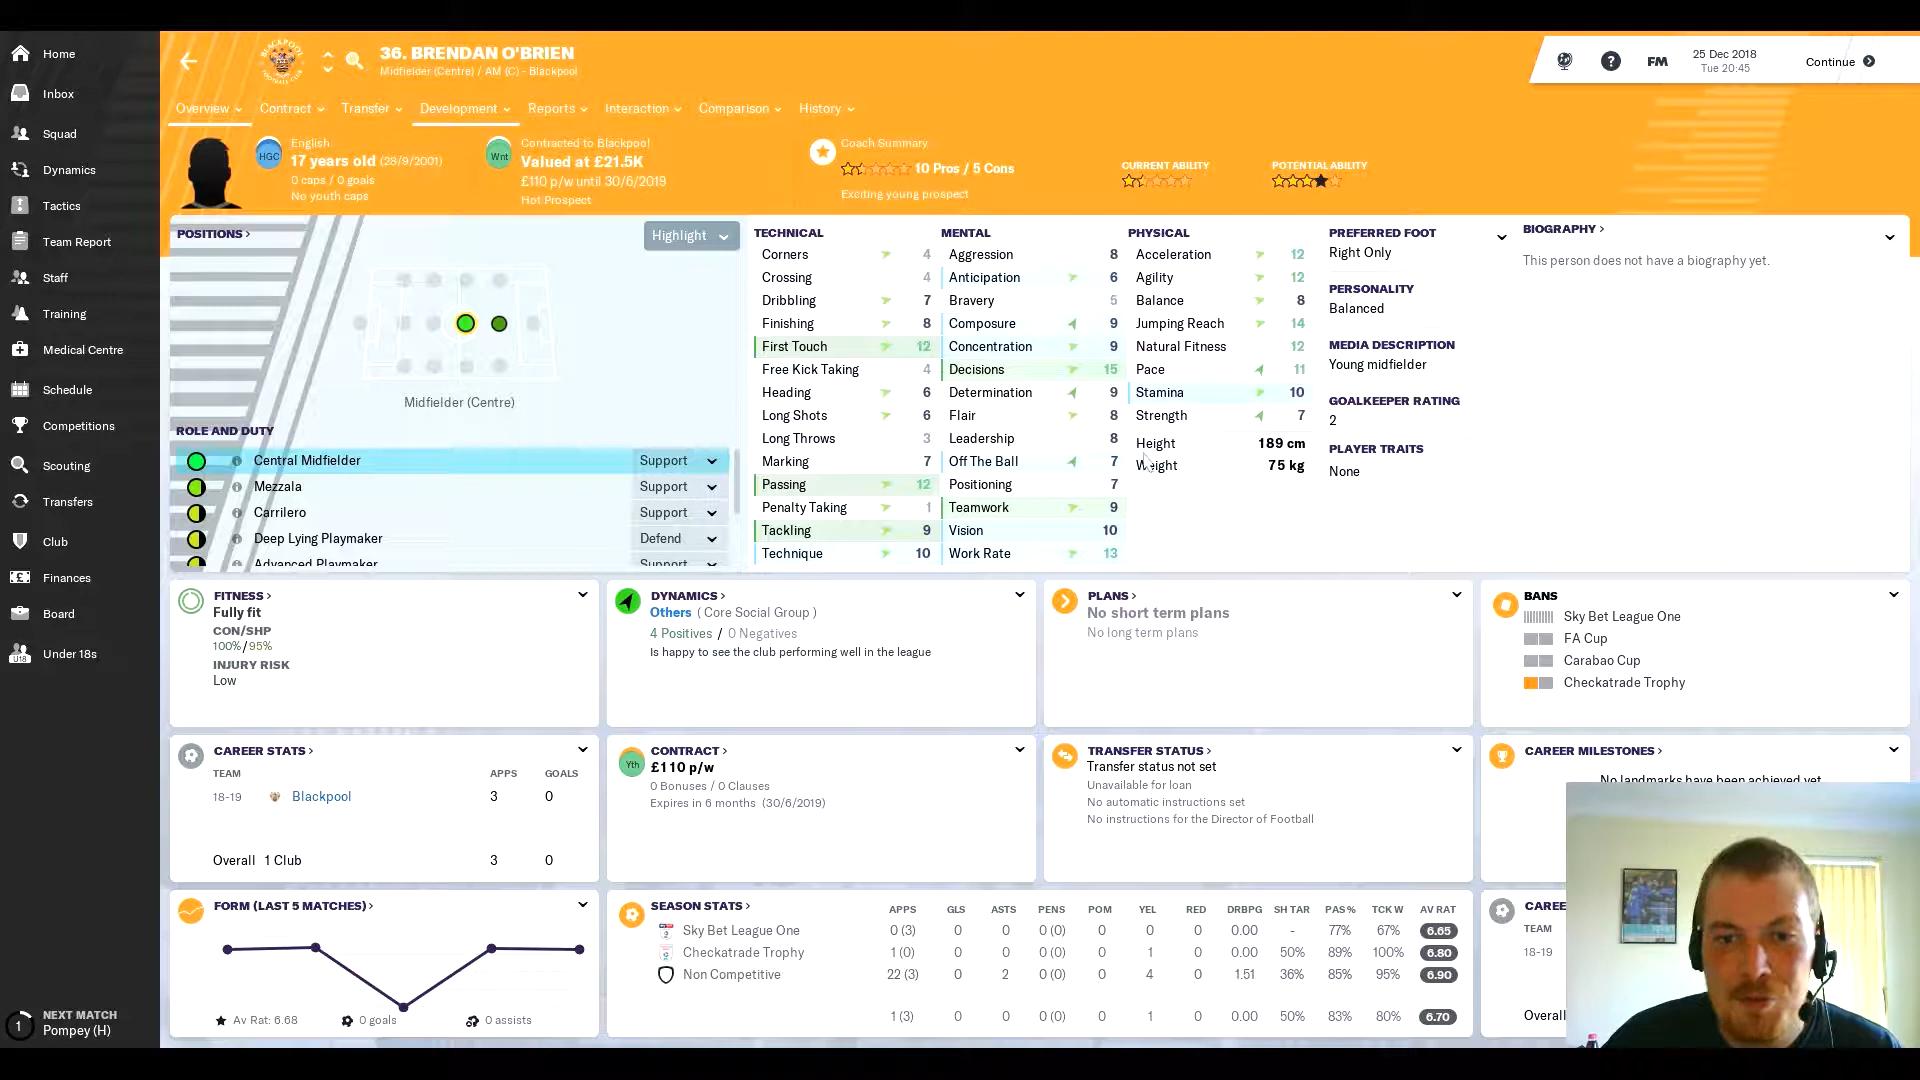 Home
Inbox
Squad
Dynamics
Tactics
Team Report
Staff
Training
Medical Centre
Schedule
Competitions
Scouting
Transfers
Club
Finances
Board
U18 Under 18s
1 NEXT MATCH
Pompey (H)
BLACKPOOL
36. BRENDAN O'BRIEN
Midfielder (Centre) / AM (C) - Blackpool
FM
25 Dec 2018
Tue 20:45
Continue
Overview Contract Transfer Development Reports Interaction Comparison History
HGC
English
17 years old (28/9/2001)
0 caps / 0 goals
No youth caps
Wnt
Contracted to Blackpool
Valued at £21.5K
£110 p/w until 30/6/2019
Hot Prospect
Coach Summary
10 Pros / 5 Cons
Exciting young prospect
CURRENT ABILITY
POTENTIAL ABILITY
POSITIONS >
Highlight
Midfielder (Centre)
ROLE AND DUTY
Central Midfielder Support
Mezzala Support
Carrilero Support
Deep Lying Playmaker Defend
Advanced Playmaker Support
TECHNICAL
Corners 4
Crossing 4
Dribbling 7
Finishing 8
First Touch 12
Free Kick Taking 4
Heading 6
Long Shots 6
Long Throws 3
Marking 7
Passing 12
Penalty Taking 1
Tackling 9
Technique 10
MENTAL
Aggression 8
Anticipation 6
Bravery 5
Composure 9
Concentration 9
Decisions 15
Determination 9
Flair 8
Leadership 8
Off The Ball 7
Positioning 7
Teamwork 9
Vision 10
Work Rate 13
PHYSICAL
Acceleration 12
Agility 12
Balance 8
Jumping Reach 14
Natural Fitness 12
Pace 11
Stamina 10
Strength 7
Height 189 cm
Weight 75 kg
PREFERRED FOOT
Right Only
PERSONALITY
Balanced
MEDIA DESCRIPTION
Young midfielder
GOALKEEPER RATING
2
PLAYER TRAITS
None
BIOGRAPHY >
This person does not have a biography yet.
FITNESS >
Fully fit
CON/SHP
100%/95%
INJURY RISK
Low
DYNAMICS >
Others ( Core Social Group )
4 Positives / 0 Negatives
Is happy to see the club performing well in the league
PLANS >
No short term plans
No long term plans
BANS
Sky Bet League One
FA Cup
Carabao Cup
Checkatrade Trophy
CAREER STATS >
TEAM APPS GOALS
18-19 Blackpool 3 0
Overall 1 Club 3 0
CONTRACT >
Yth £110 p/w
0 Bonuses / 0 Clauses
Expires in 6 months (30/6/2019)
TRANSFER STATUS >
Transfer status not set
Unavailable for loan
No automatic instructions set
No instructions for the Director of Football
CAREER MILESTONES >
No landmarks have been achieved yet
FORM (LAST 5 MATCHES) >
Av Rat: 6.68 0 goals 0 assists
SEASON STATS > APPS GLS ASTS PENS POM YEL RED DRBPG SH TAR PAS % TCK W AV RAT
Sky Bet League One 0 (3) 0 0 0 (0) 0 0 0 0.00 - 77% 67% 6.65
Checkatrade Trophy 1 (0) 0 0 0 (0) 0 1 0 0.00 50% 89% 100% 6.80
Non Competitive 22 (3) 0 2 0 (0) 0 4 0 1.51 36% 85% 95% 6.90
1 (3) 0 0 0 (0) 0 1 0 0.00 50% 83% 80% 6.70
CAREE
TEAM
18-19
Overall